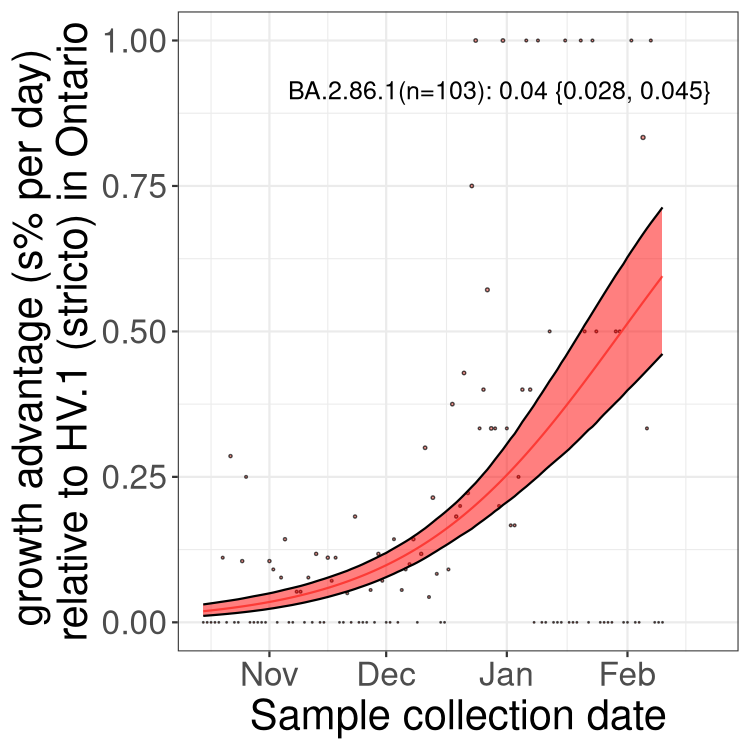 growth advantage (s% per day)
relative to HV.1 (stricto) in Ontario
1.00
0.75
0.50
0.25
0.00
BA.2.86.1(n=103): 0.04 {0.028, 0.045}
Nov Dec Jan Feb
Sample collection date